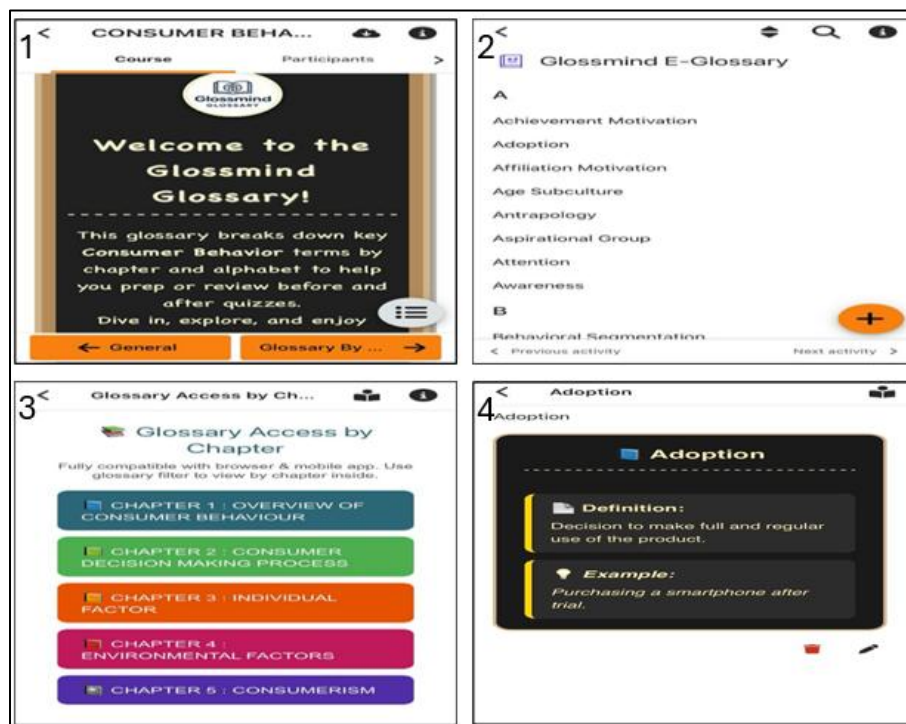 1
CONSUMER BEHA...
Course
Participants
Glossmind
GLOSSARY
Welcome to the
Glossmind
Glossary!
This glossary breaks down key
Consumer Behavior terms by
chapter and alphabet to help
you prep or review before and
after quizzes.
Dive in, explore, and enjoy
← General
Glossary By ... →
2
Glossmind E-Glossary
A
Achievement Motivation
Adoption
Affiliation Motivation
Age Subculture
Antrapology
Aspirational Group
Attention
Awareness
B
Behavioral Segmentation
< Previous activity
Next activity >
3
Glossary Access by Ch...
Glossary Access by
Chapter
Fully compatible with browser & mobile app. Use
glossary filter to view by chapter inside.
CHAPTER 1 : OVERVIEW OF
CONSUMER BEHAVIOUR
CHAPTER 2 : CONSUMER
DECISION MAKING PROCESS
CHAPTER 3 : INDIVIDUAL
FACTOR
CHAPTER 4 :
ENVIRONMENTAL FACTORS
CHAPTER 5 : CONSUMERISM
4
Adoption
Adoption
Adoption
Definition:
Decision to make full and regular
use of the product.
Example:
Purchasing a smartphone after
trial.